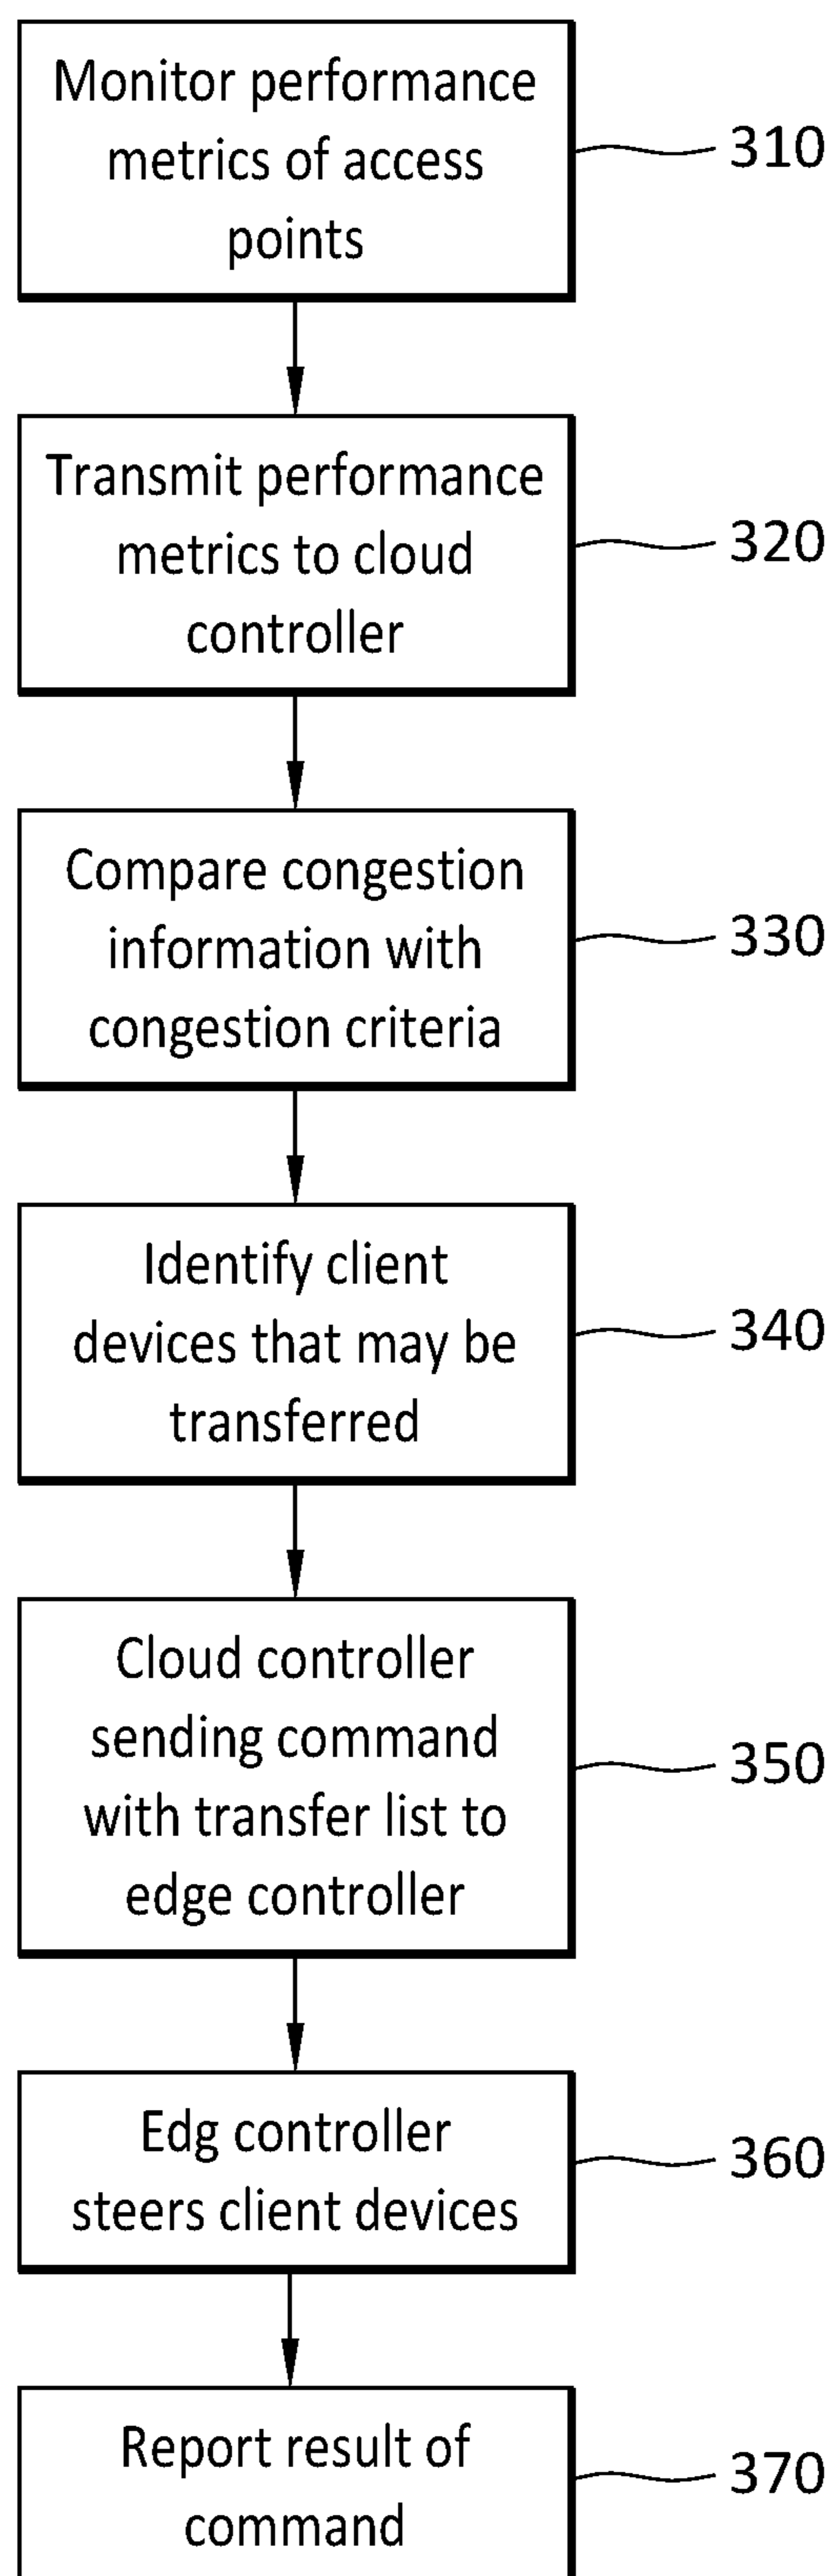 Monitor performance
metrics of access
points
310
Transmit performance
metrics to cloud
controller
320
Compare congestion
information with
congestion criteria
330
Identify client
devices that may be
transferred
340
Cloud controller
sending command
with transfer list to
edge controller
350
Edg controller
steers client devices
360
Report result of
command
370